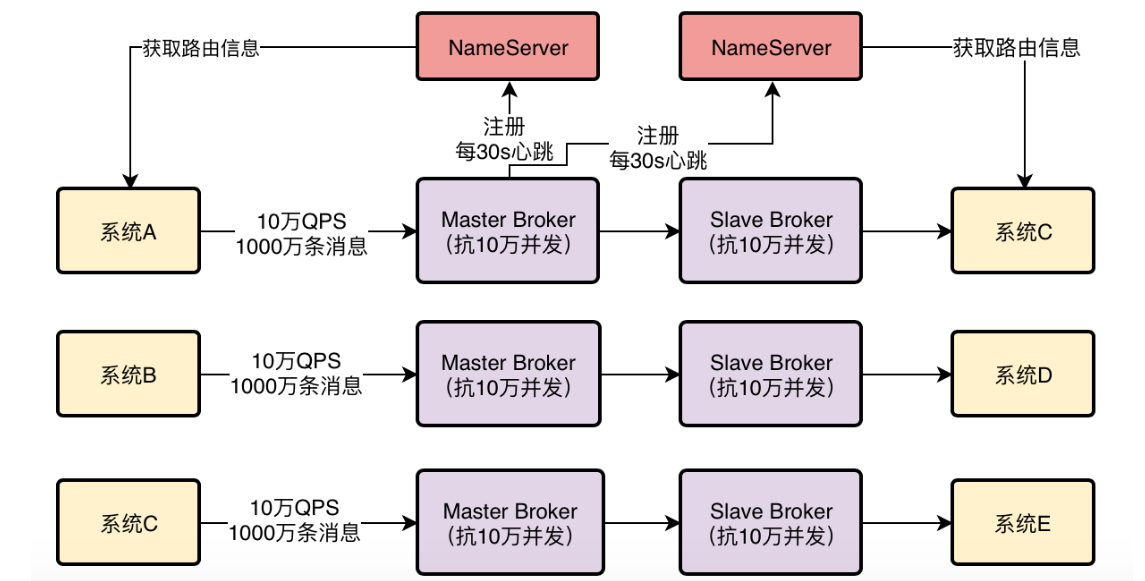 获取路由信息
NameServer
NameServer
获取路由信息
注册
每30s心跳
注册
每30s心跳
系统A
10万QPS
1000万条消息
Master Broker
（抗10万并发）
Slave Broker
（抗10万并发）
系统C
系统B
10万QPS
1000万条消息
Master Broker
（抗10万并发）
Slave Broker
（抗10万并发）
系统D
系统C
10万QPS
1000万条消息
Master Broker
（抗10万并发）
Slave Broker
（抗10万并发）
系统E